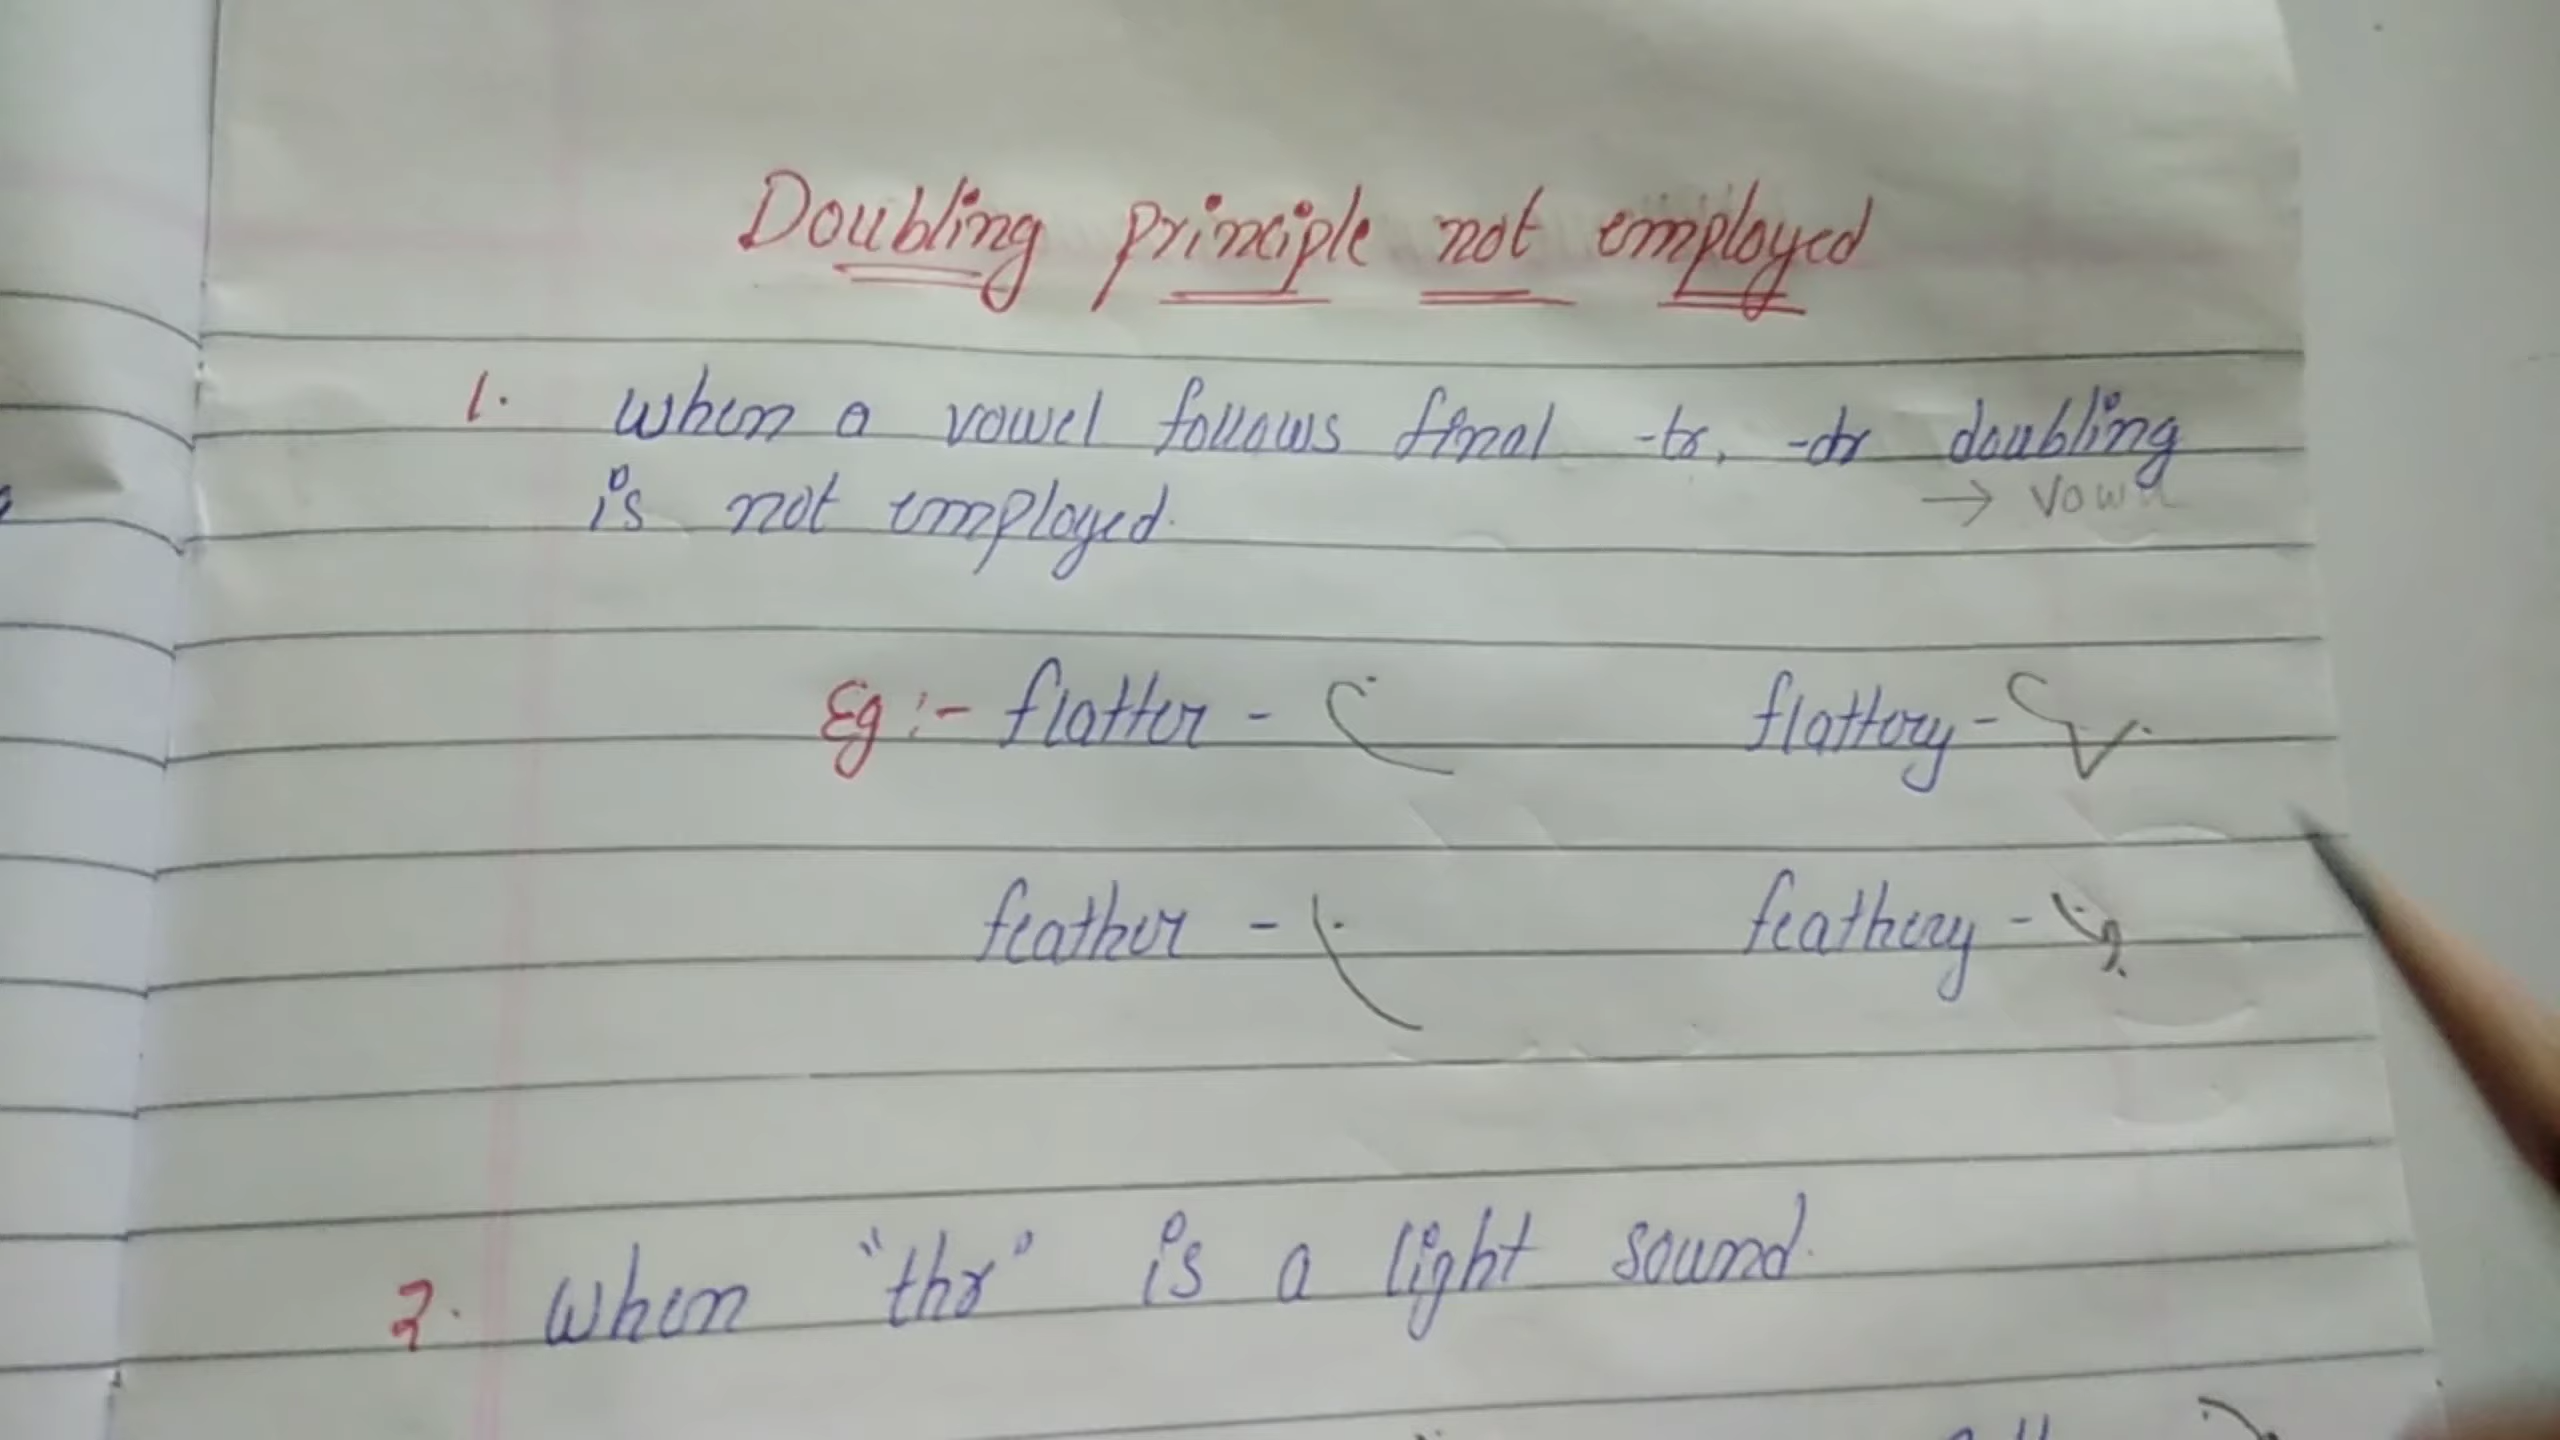 Doubling principle not employed
1. When a vowel follows final -tr, -dr doubling
→ vowel
is not employed.
Eg :- flatter - flattery -
feather - feathery -
2. When "thr" is a light sound.